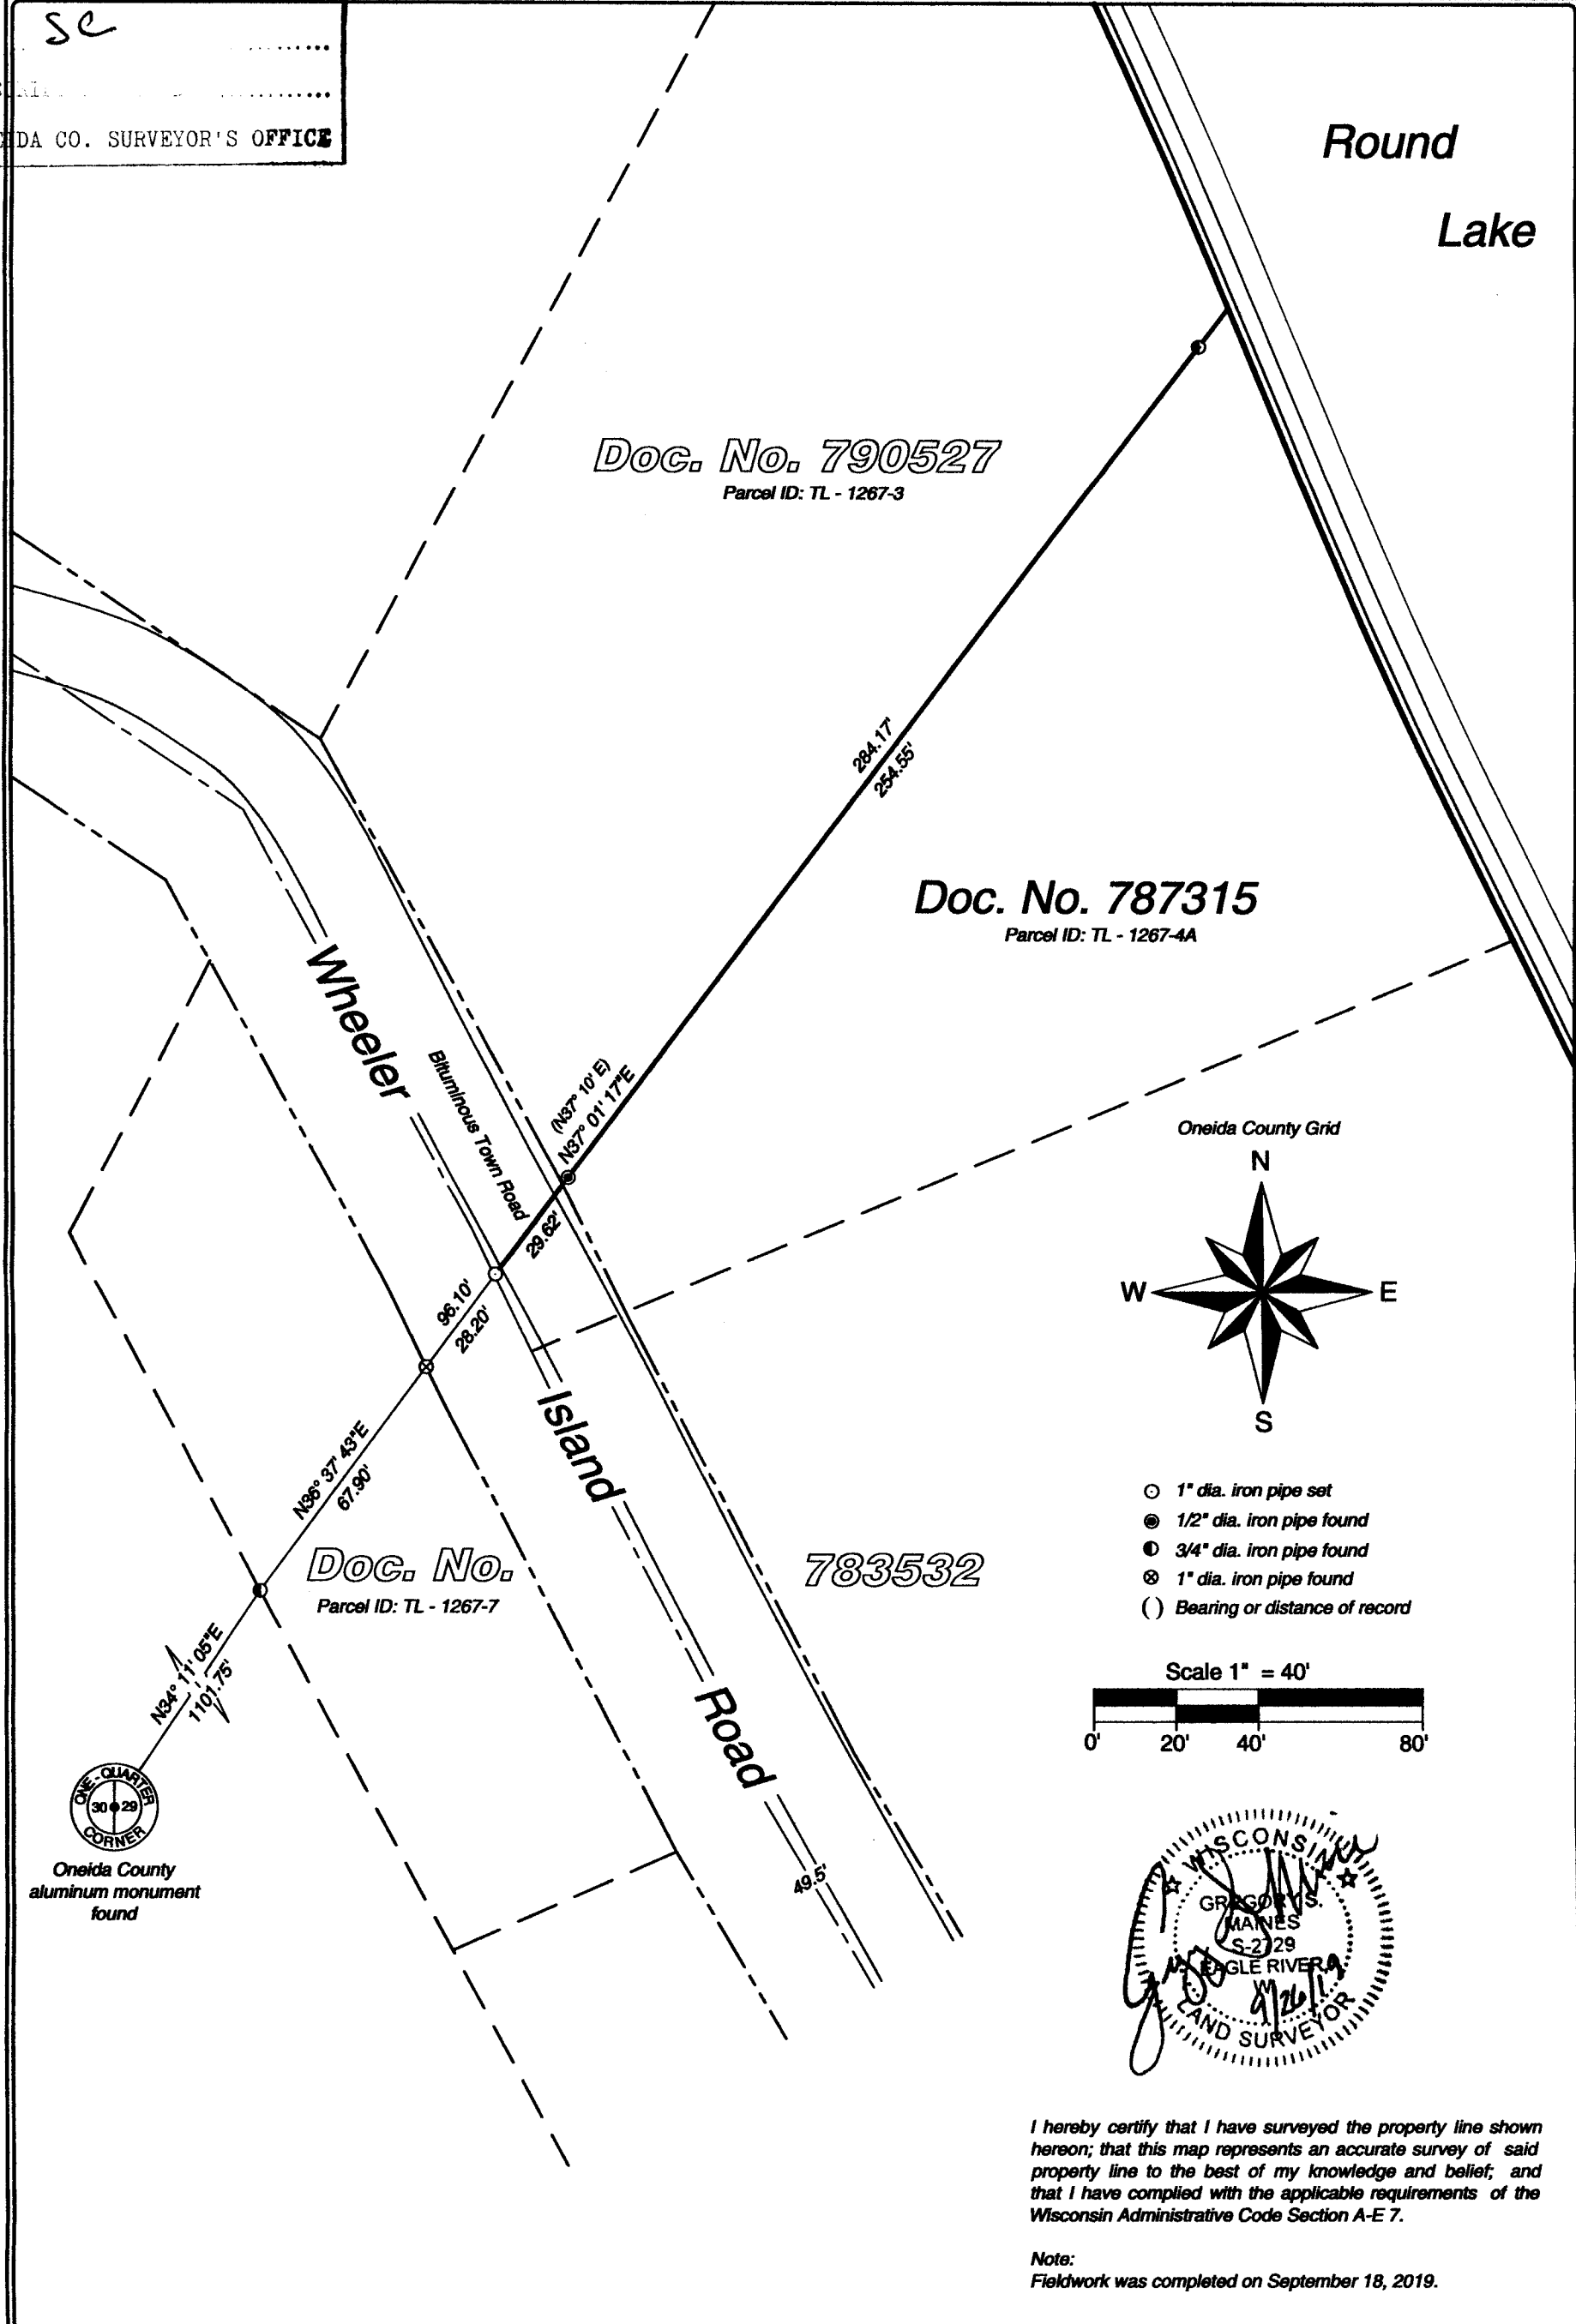 SC
CO. SURVEYOR'S OFFICE
Round
Lake
Doc. No. 790527
Parcel ID: TL - 1267-3
284.17'
254.55'
Doc. No. 787315
Parcel ID: TL - 1267-4A
Wheeler
Bituminous Town Road
(N37° 10' E)
N37° 01' 17"E
29.62'
96.10'
28.20'
Island
N36° 37' 43"E
67.90'
Doc. No. 783532
Parcel ID: TL - 1267-7
N34° 11' 05"E
1101.75'
Road
49.5'
ONE-QUARTER
30 29
CORNER
Oneida County
aluminum monument
found
Oneida County Grid
N
W E
S
1" dia. iron pipe set
1/2" dia. iron pipe found
3/4" dia. iron pipe found
1" dia. iron pipe found
( ) Bearing or distance of record
Scale 1" = 40'
0' 20' 40' 80'
WISCONSIN
GREGORY S.
MAINES
S-2729
EAGLE RIVER,
WI
9/26/19
LAND SURVEYOR
I hereby certify that I have surveyed the property line shown
hereon; that this map represents an accurate survey of said
property line to the best of my knowledge and belief; and
that I have complied with the applicable requirements of the
Wisconsin Administrative Code Section A-E 7.
Note:
Fieldwork was completed on September 18, 2019.